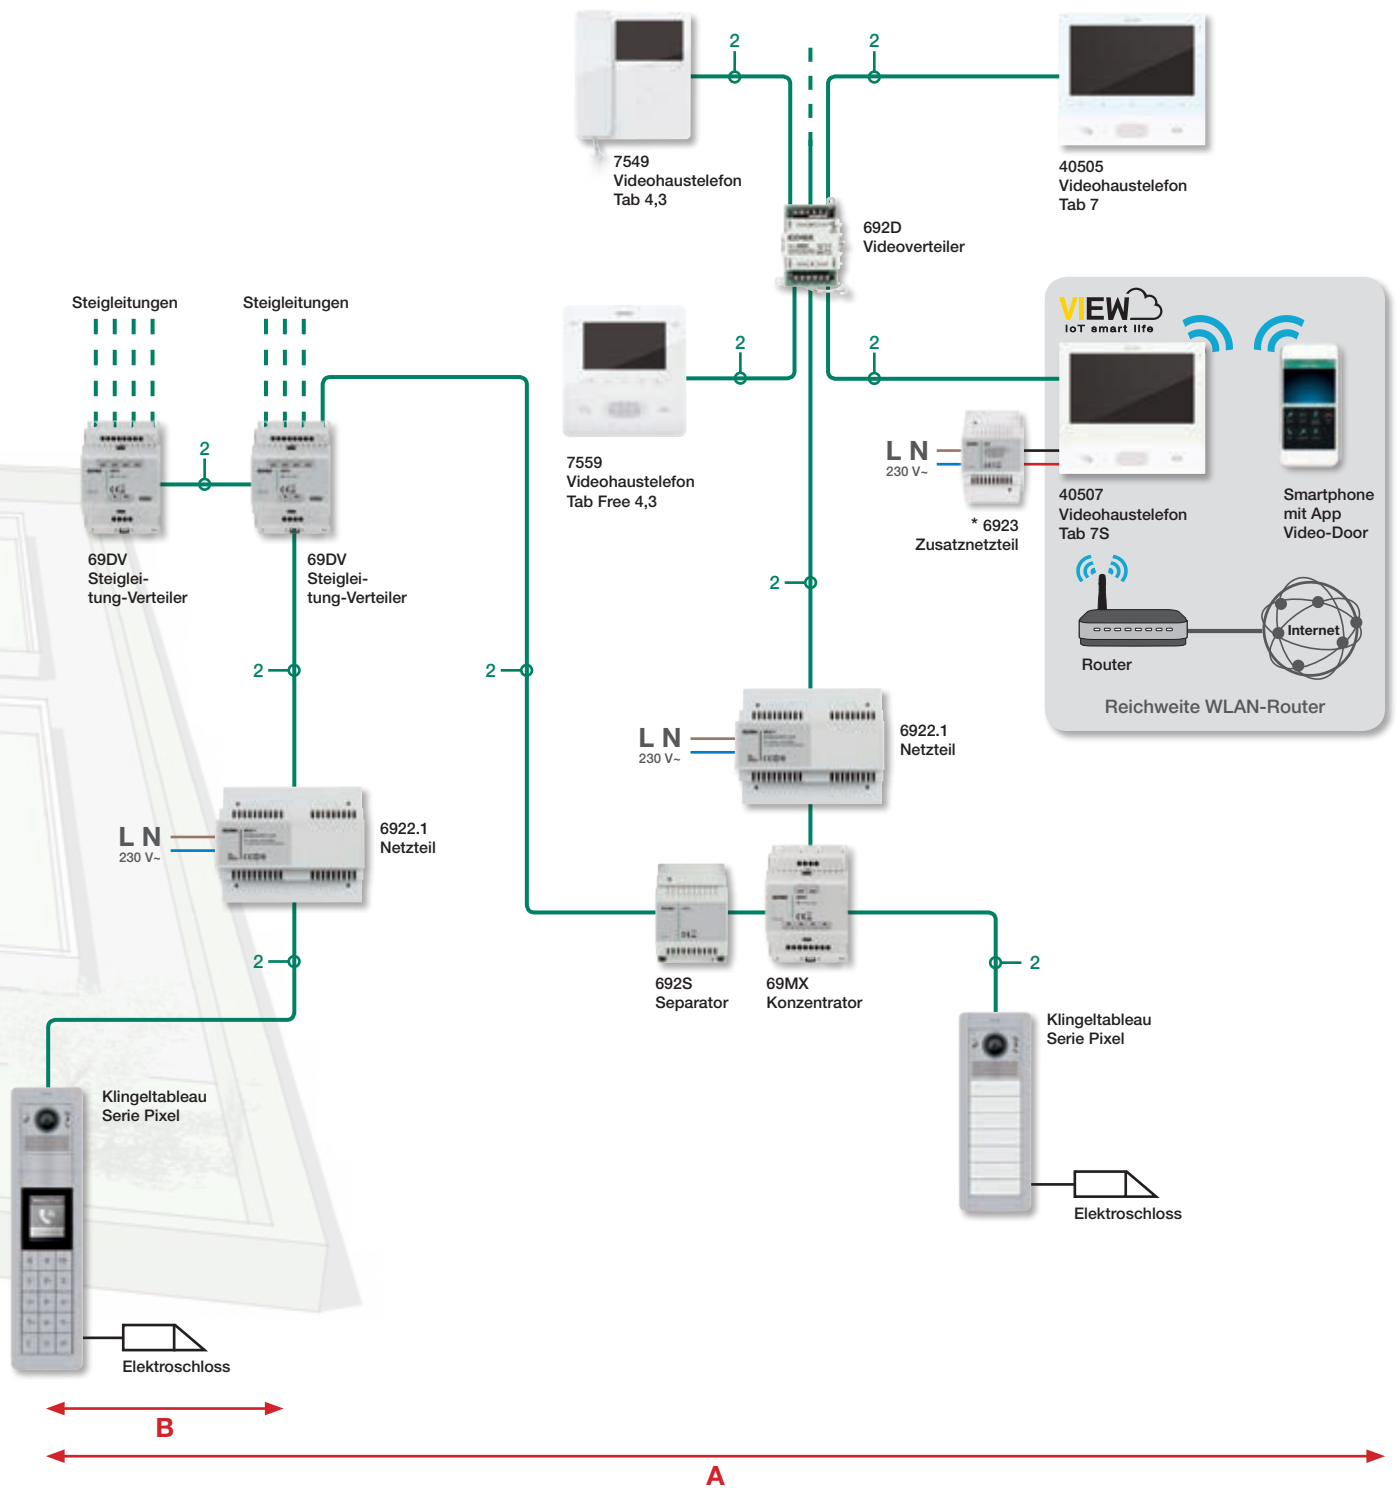 2
2
7549
Videohaustelefon
Tab 4,3
40505
Videohaustelefon
Tab 7
692D
Videoverteiler
Steigleitungen
Steigleitungen
VIEW
IoT smart life
2
2
2
L N
230 V~
7559
Videohaustelefon
Tab Free 4,3
* 6923
Zusatznetzteil
40507
Videohaustelefon
Tab 7S
Smartphone
mit App
Video-Door
69DV
Steiglei-
tung-Verteiler
69DV
Steiglei-
tung-Verteiler
2
Internet
Router
2
2
Reichweite WLAN-Router
L N
230 V~
6922.1
Netzteil
L N
230 V~
6922.1
Netzteil
2
2
692S
Separator
69MX
Konzentrator
Klingeltableau
Serie Pixel
Klingeltableau
Serie Pixel
Elektroschloss
Elektroschloss
B
A